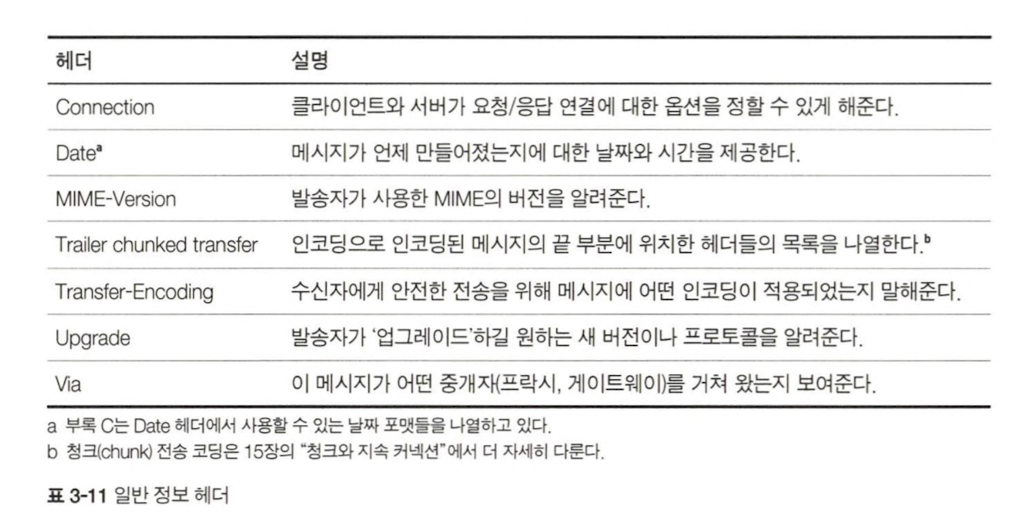 헤더 설명
Connection 클라이언트와 서버가 요청/응답 연결에 대한 옵션을 정할 수 있게 해준다.
Dateª 메시지가 언제 만들어졌는지에 대한 날짜와 시간을 제공한다.
MIME-Version 발송자가 사용한 MIME의 버전을 알려준다.
Trailer chunked transfer 인코딩으로 인코딩된 메시지의 끝 부분에 위치한 헤더들의 목록을 나열한다.ᵇ
Transfer-Encoding 수신자에게 안전한 전송을 위해 메시지에 어떤 인코딩이 적용되었는지 말해준다.
Upgrade 발송자가 ‘업그레이드’하길 원하는 새 버전이나 프로토콜을 알려준다.
Via 이 메시지가 어떤 중개자(프락시, 게이트웨이)를 거쳐 왔는지 보여준다.
a 부록 C는 Date 헤더에서 사용할 수 있는 날짜 포맷들을 나열하고 있다.
b 청크(chunk) 전송 코딩은 15장의 “청크와 지속 커넥션”에서 더 자세히 다룬다.
표 3-11 일반 정보 헤더